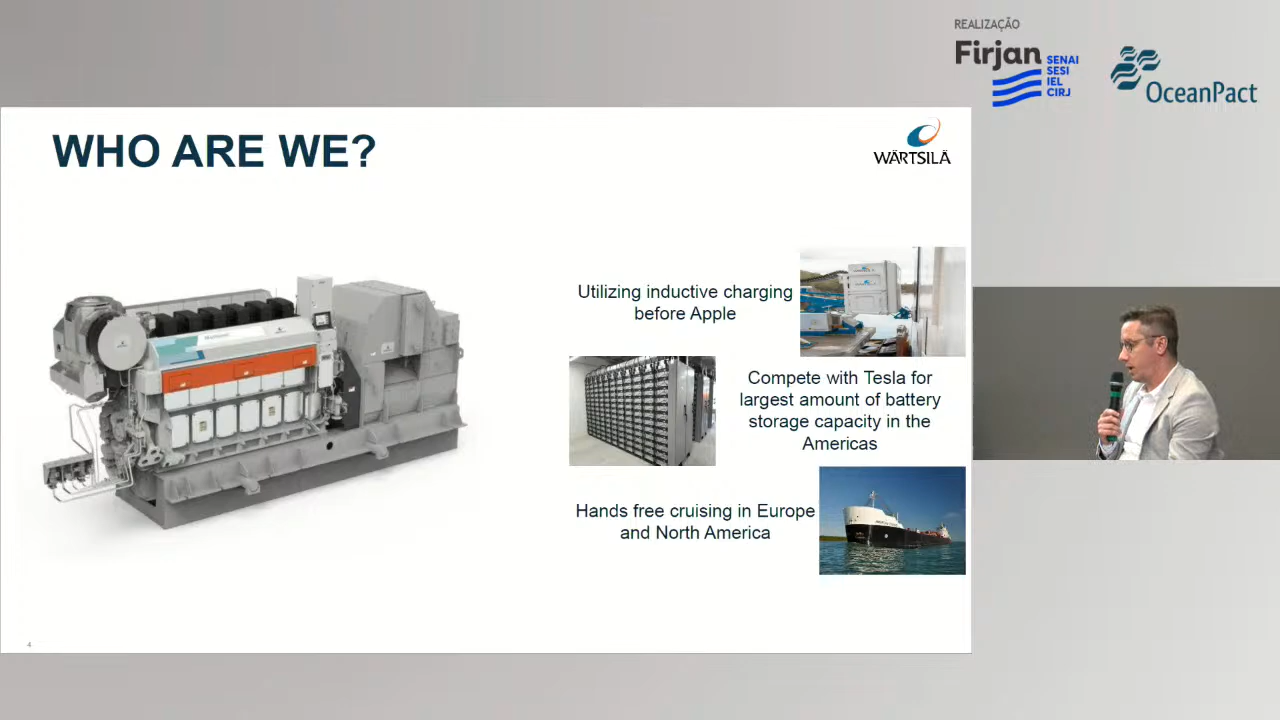 REALIZAÇÃO
Firjan
SENAI
SESI
IEL
CIRJ
OceanPact
WHO ARE WE?
WÄRTSILÄ
Utilizing inductive charging
before Apple
Compete with Tesla for
largest amount of battery
storage capacity in the
Americas
Hands free cruising in Europe
and North America
4